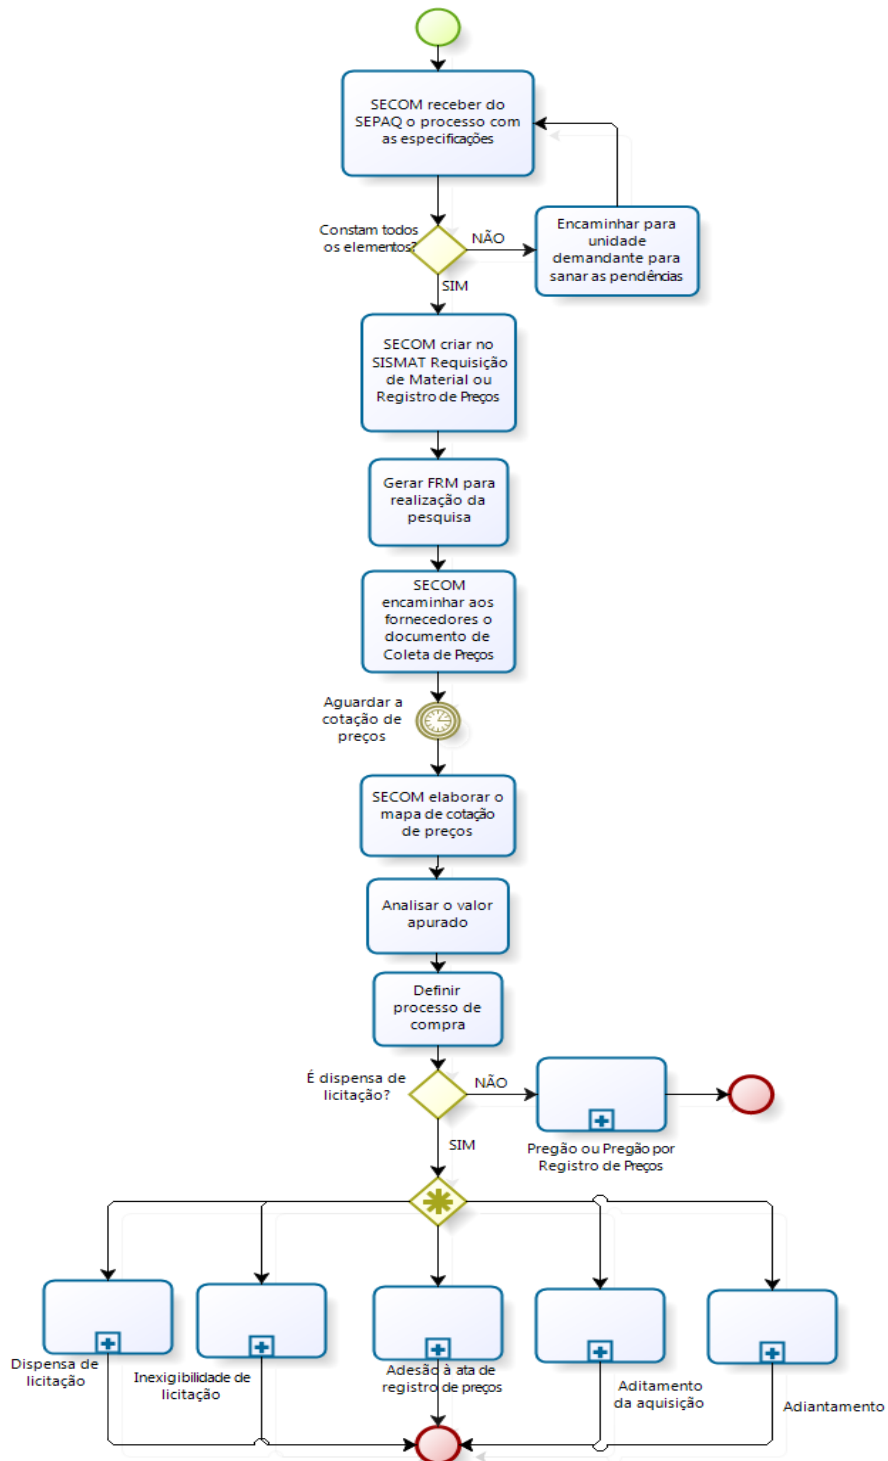 SECOM receber do
SEPAQ o processo com
as especificações
Constam todos
os elementos?
NÃO
Encaminhar para
unidade
demandante para
sanar as pendências
SIM
SECOM criar no
SISMAT Requisição
de Material ou
Registro de Preços
Gerar FRM para
realização da
pesquisa
SECOM
encaminhar aos
fornecedores o
documento de
Coleta de Preços
Aguardar a
cotação de
preços
SECOM elaborar o
mapa de cotação
de preços
Analisar o valor
apurado
Definir
processo de
compra
É dispensa de
licitação?
NÃO
Pregão ou Pregão por
Registro de Preços
SIM
Dispensa de
licitação
Inexigibilidade de
licitação
Adesão à ata de
registro de preços
Aditamento
da aquisição
Adiantamento